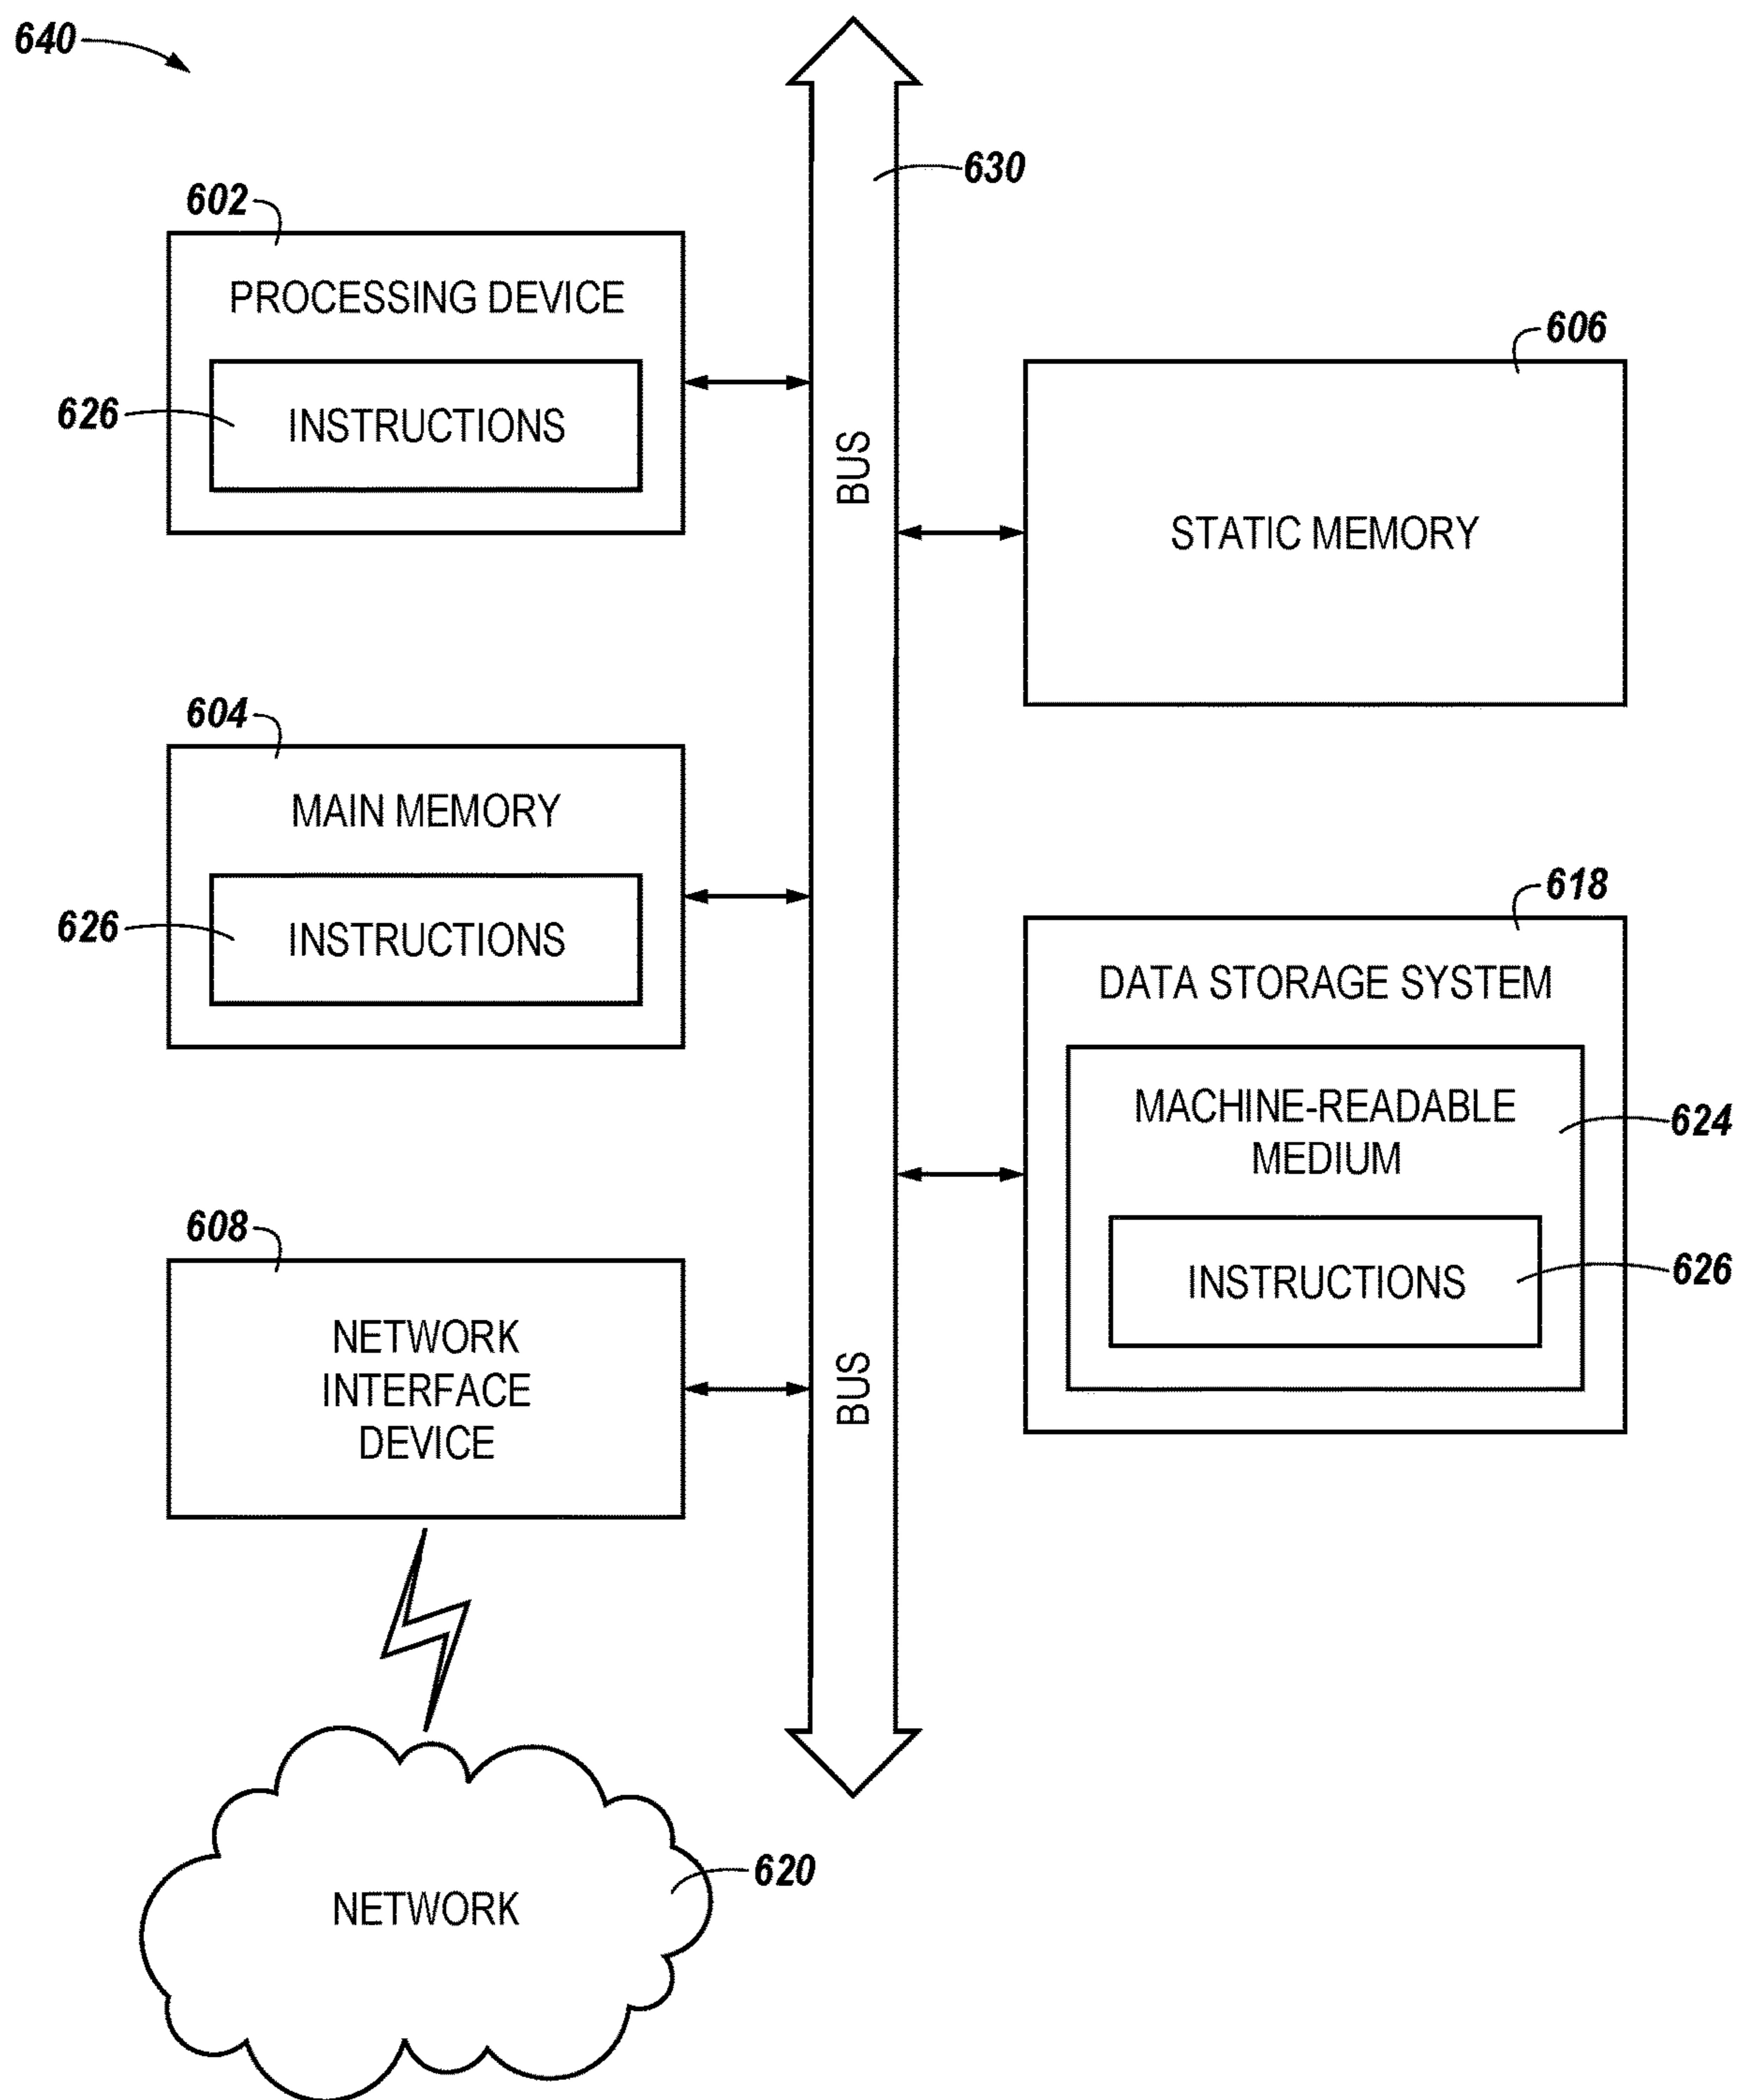 640
630
602
PROCESSING DEVICE
626
INSTRUCTIONS
BUS
606
STATIC MEMORY
604
MAIN MEMORY
626
INSTRUCTIONS
618
DATA STORAGE SYSTEM
MACHINE-READABLE
MEDIUM
624
INSTRUCTIONS
626
608
NETWORK
INTERFACE
DEVICE
BUS
NETWORK
620